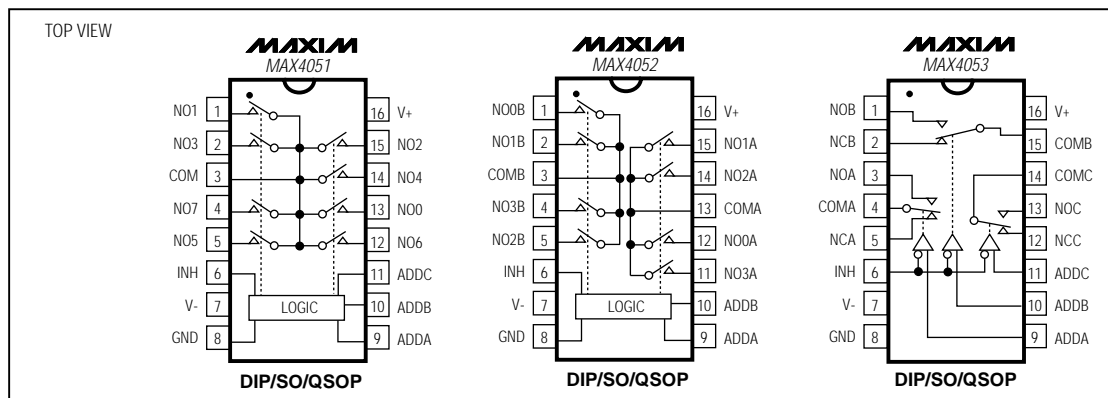 TOP VIEW
MAXIM
MAX4051
NO1 1 16 V+
NO3 2 15 NO2
COM 3 14 NO4
NO7 4 13 NO0
NO5 5 12 NO6
INH 6 11 ADDC
V- 7 LOGIC 10 ADDB
GND 8 9 ADDA
DIP/SO/QSOP
MAXIM
MAX4052
NO0B 1 16 V+
NO1B 2 15 NO1A
COMB 3 14 NO2A
NO3B 4 13 COMA
NO2B 5 12 NO0A
INH 6 11 NO3A
V- 7 LOGIC 10 ADDB
GND 8 9 ADDA
DIP/SO/QSOP
MAXIM
MAX4053
NOB 1 16 V+
NCB 2 15 COMB
NOA 3 14 COMC
COMA 4 13 NOC
NCA 5 12 NCC
INH 6 11 ADDC
V- 7 10 ADDB
GND 8 9 ADDA
DIP/SO/QSOP